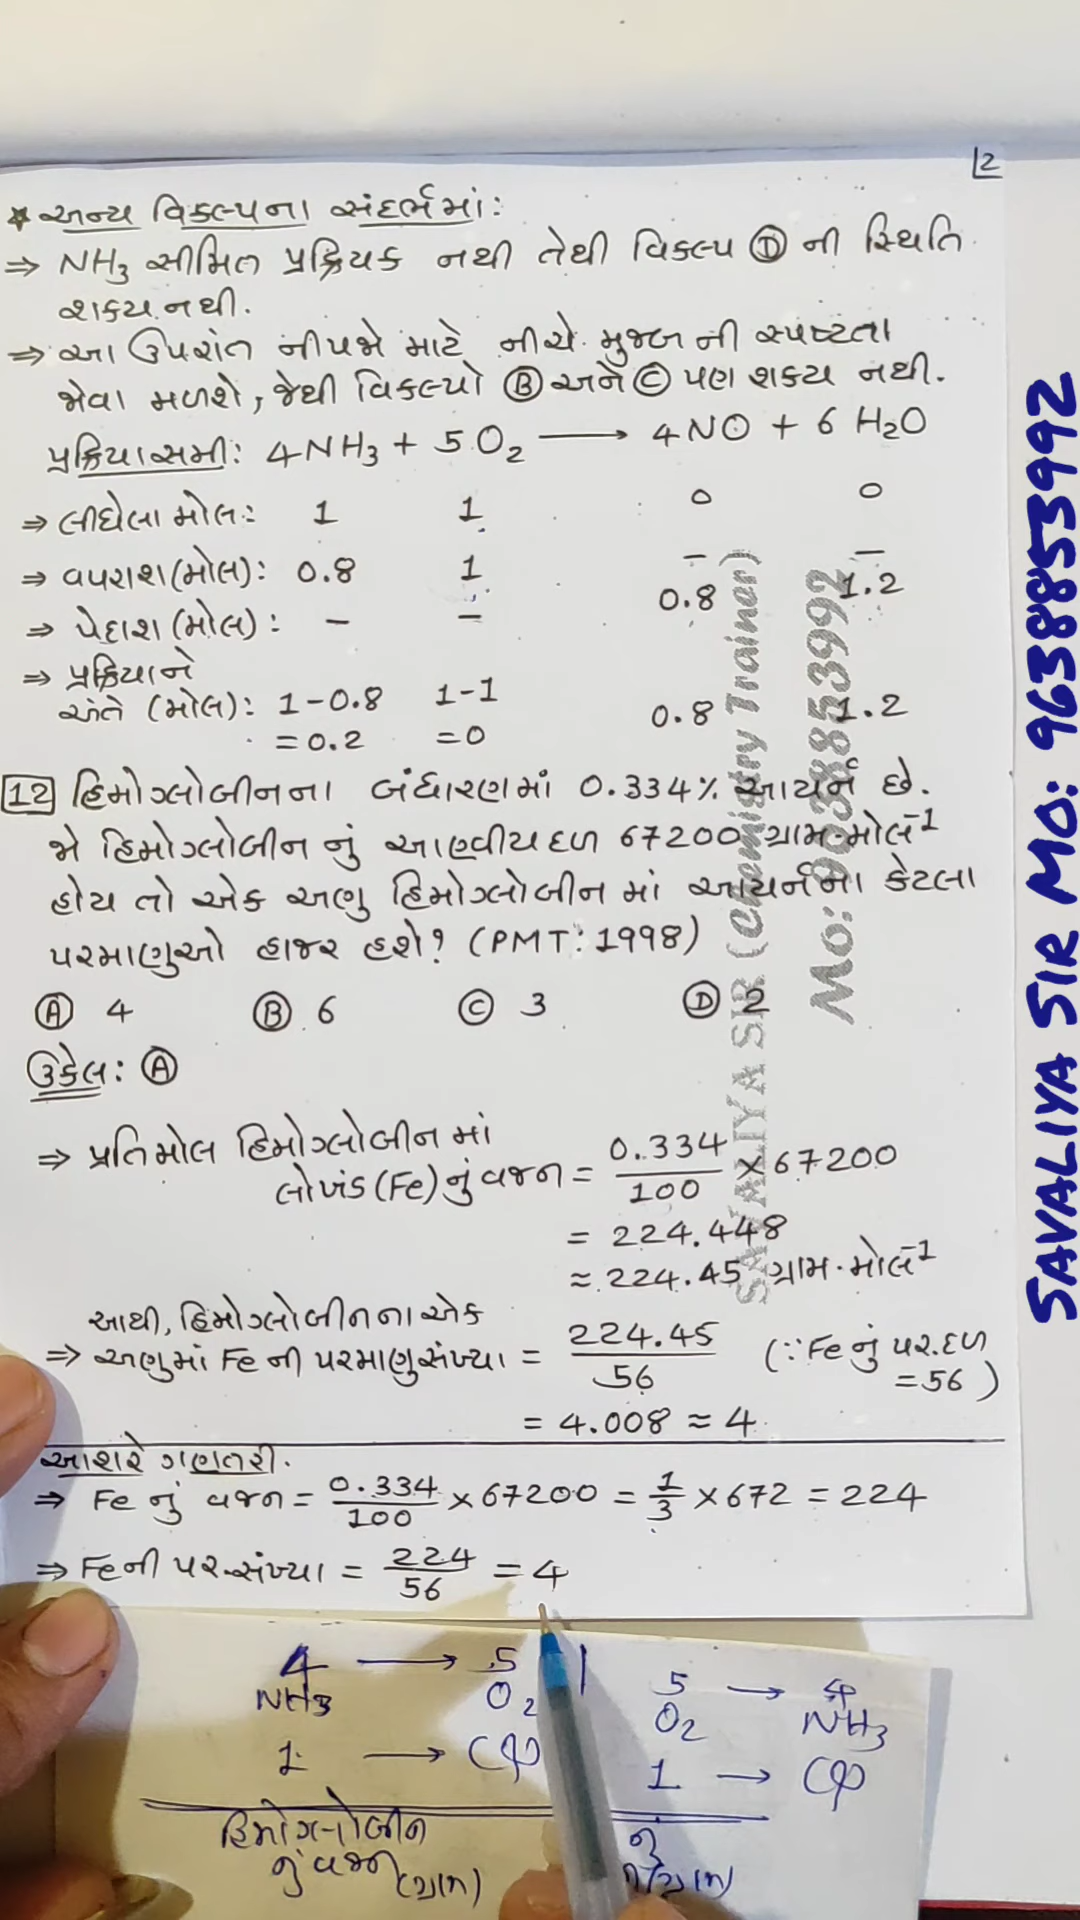 2
* અન્ય વિકલ્પના સંદર્ભમાં:
⇒ NH₃ સીમિત પ્રક્રિયક નથી તેથી વિકલ્પ Ⓓ ની સ્થિતિ
શક્ય નથી.
⇒ આ ઉપરાંત નીપજો માટે નીચે મુજબ ની સ્પષ્ટતા
જોવા મળશે, જેથી વિકલ્પો Ⓑ અને Ⓒ પણ શક્ય નથી.
પ્રક્રિયા સમી: 4NH₃ + 5O₂ ⟶ 4NO + 6H₂O
⇒ લીધેલા મોલ: 1 1 0 0
⇒ વપરાશ (મોલ): 0.8 1 – –
⇒ પેદાશ (મોલ): – – 0.8 1.2
⇒ પ્રક્રિયાને
અંતે (મોલ): 1-0.8 1-1 0.8 1.2
=0.2 =0
12 હિમોગ્લોબીનના બંધારણમાં 0.334% આયર્ન છે.
જો હિમોગ્લોબીન નું આણ્વીય દળ 67200 ગ્રામ.મોલ⁻¹
હોય તો એક અણુ હિમોગ્લોબીન માં આયર્નના કેટલા
પરમાણુઓ હાજર હશે? (PMT: 1998)
Ⓐ 4 Ⓑ 6 Ⓒ 3 Ⓓ 2
ઉકેલ: Ⓐ
⇒ પ્રતિમોલ હિમોગ્લોબીન માં
લોખંડ (Fe) નું વજન = 0.334/100 × 67200
= 224.448
≈ 224.45 ગ્રામ.મોલ⁻¹
આથી, હિમોગ્લોબીનના એક
⇒ અણુમાં Fe ની પરમાણુસંખ્યા = 224.45/56 (∵ Fe નું પર.દળ
=56)
= 4.008 ≈ 4
આશરે ગણતરી.
⇒ Fe નું વજન = 0.334/100 × 67200 = 1/3 × 672 = 224
⇒ Fe ની પર.સંખ્યા = 224/56 = 4
4 ⟶ 5 | 5 ⟶ 4
NH₃ O₂ O₂ NH₃
1 ⟶ (?) 1 ⟶ (?)
હિમોગ્લોબીન
નું વજન (ગ્રામ)
નું
(ગ્રામ)
SAVALIYA SIR (Chemistry Trainer)
Mo: 9638853992
SAVALIYA SIR MO: 9638853992